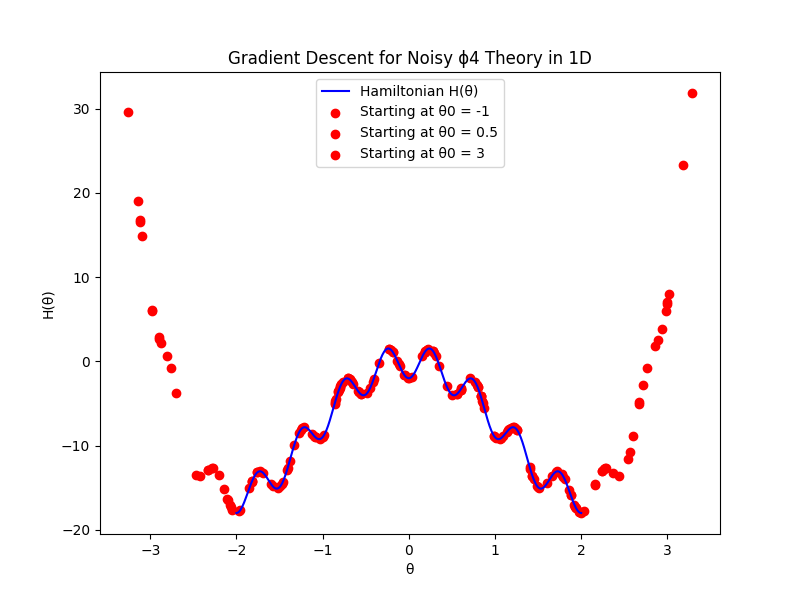 Gradient Descent for Noisy ϕ4 Theory in 1D
Hamiltonian H(θ)
Starting at θ0 = -1
Starting at θ0 = 0.5
Starting at θ0 = 3
H(θ)
30
20
10
0
−10
−20
−3
−2
−1
0
1
2
3
θ